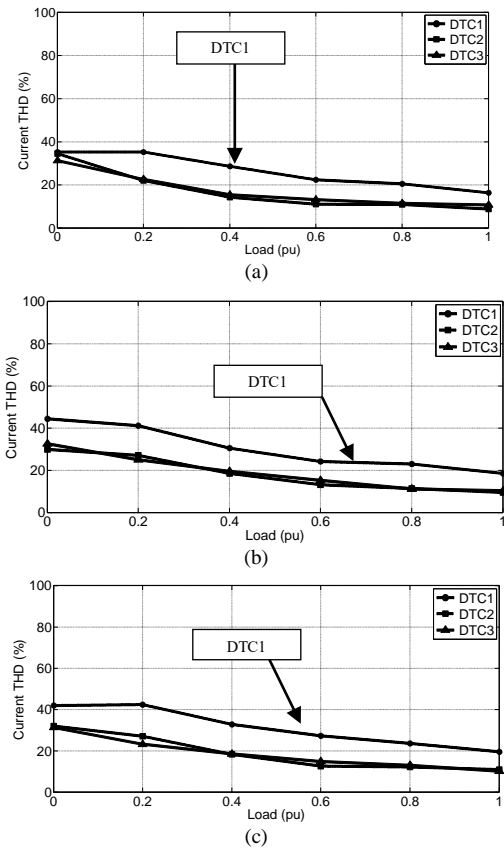 100
80
60
40
20
0
Current THD (%)
DTC1
DTC1
DTC2
DTC3
0 0.2 0.4 0.6 0.8 1
Load (pu)
(a)
100
80
60
40
20
0
Current THD (%)
DTC1
DTC1
DTC2
DTC3
0 0.2 0.4 0.6 0.8 1
Load (pu)
(b)
100
80
60
40
20
0
Current THD (%)
DTC1
DTC1
DTC2
DTC3
0 0.2 0.4 0.6 0.8 1
Load (pu)
(c)